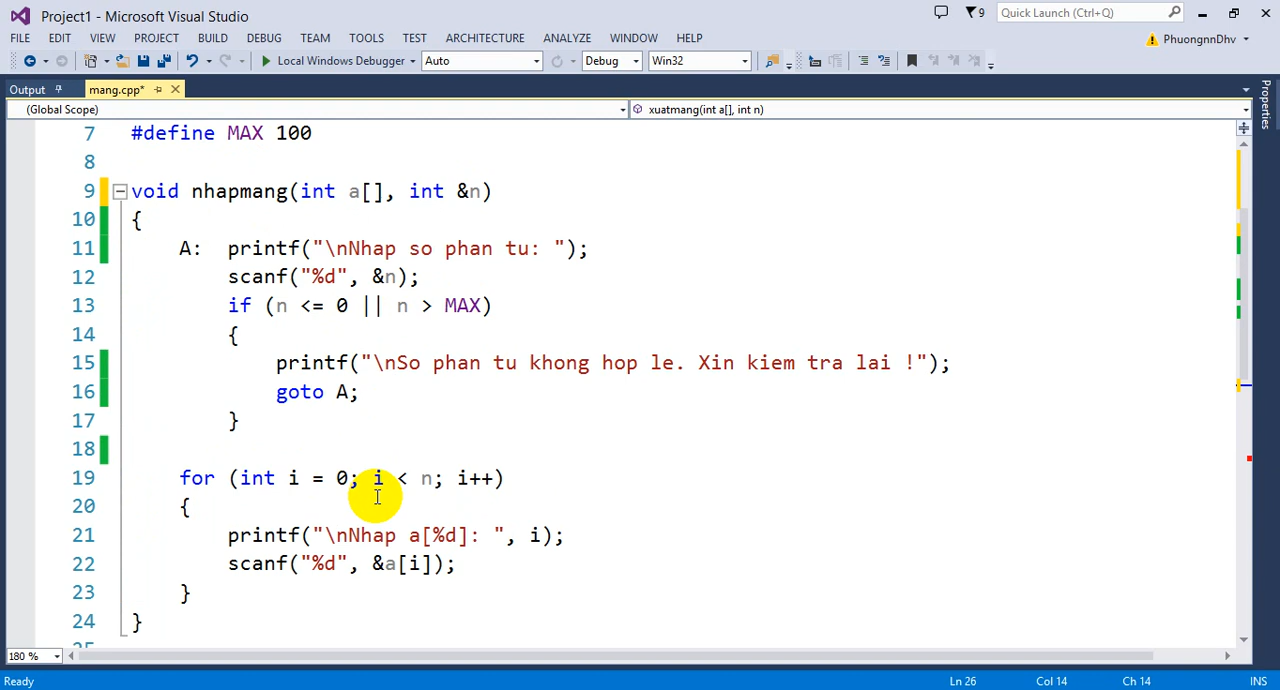 Project1 - Microsoft Visual Studio
9
Quick Launch (Ctrl+Q)
FILE EDIT VIEW PROJECT BUILD DEBUG TEAM TOOLS TEST ARCHITECTURE ANALYZE WINDOW HELP
PhuongnnDhv
Local Windows Debugger Auto Debug Win32
Output mang.cpp*
Properties
(Global Scope) xuatmang(int a[], int n)
7 #define MAX 100
8
9 void nhapmang(int a[], int &n)
10 {
11 A: printf("\nNhap so phan tu: ");
12 scanf("%d", &n);
13 if (n <= 0 || n > MAX)
14 {
15 printf("\nSo phan tu khong hop le. Xin kiem tra lai !");
16 goto A;
17 }
18
19 for (int i = 0; i < n; i++)
20 {
21 printf("\nNhap a[%d]: ", i);
22 scanf("%d", &a[i]);
23 }
24 }
25
180 %
Ready Ln 26 Col 14 Ch 14 INS